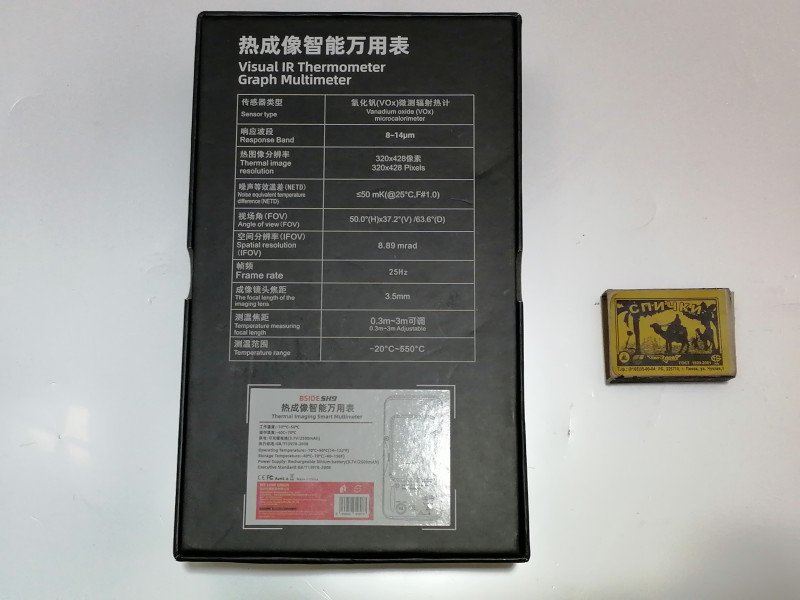 热成像智能万用表
Visual IR Thermometer
Graph Multimeter
传感器类型
Sensor type
氧化钒(VOx)微测辐射热计
Vanadium oxide (VOx)
microcalorimeter
响应波段
Response Band
8-14μm
热图像分辨率
Thermal image
resolution
320x428像素
320x428 Pixels
噪声等效温差(NETD)
Noise equivalent temperature
difference (NETD)
≤50 mK(@25°C,F#1.0)
视场角(FOV)
Angle of view (FOV)
50.0°(H)x37.2°(V) /63.6°(D)
空间分辨率(IFOV)
Spatial resolution
(IFOV)
8.89 mrad
帧频
Frame rate
25Hz
成像镜头焦距
The focal length of the
imaging lens
3.5mm
测温焦距
Temperature measuring
focal length
0.3m~3m可调
0.3m~3m Adjustable
测温范围
Temperature range
-20°C~550°C
BSIDE SH9
热成像智能万用表
Thermal Imaging Smart Multimeter
Executive Standard:GB/T13978-2008
CE FC RoHS
СПИЧКИ